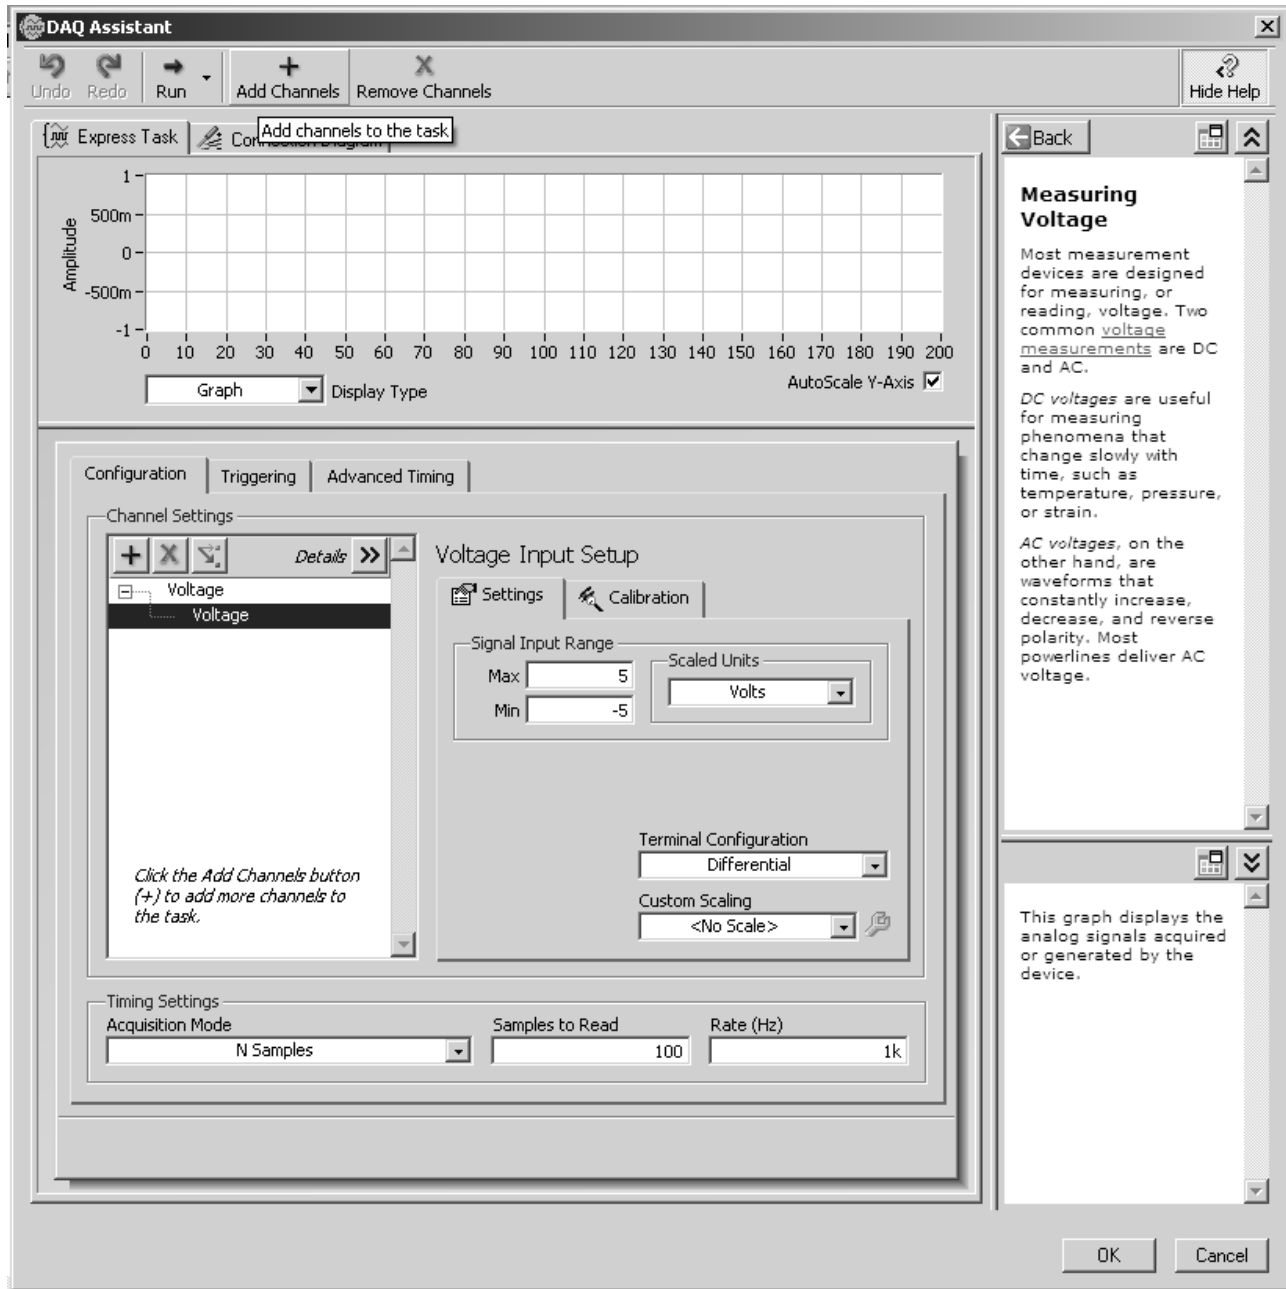 DAQ Assistant
Undo Redo Run Add Channels Remove Channels Hide Help
Add channels to the task
Express Task
Back
1
500m
0
-500m
-1
Amplitude
0 10 20 30 40 50 60 70 80 90 100 110 120 130 140 150 160 170 180 190 200
Graph Display Type AutoScale Y-Axis
Configuration Triggering Advanced Timing
Channel Settings
Details
Voltage
Voltage
Click the Add Channels button
(+) to add more channels to
the task.
Voltage Input Setup
Settings Calibration
Signal Input Range
Max 5
Min -5
Scaled Units
Volts
Terminal Configuration
Differential
Custom Scaling
<No Scale>
Timing Settings
Acquisition Mode Samples to Read Rate (Hz)
N Samples 100 1k
Measuring
Voltage
Most measurement
devices are designed
for measuring, or
reading, voltage. Two
common voltage
measurements are DC
and AC.
DC voltages are useful
for measuring
phenomena that
change slowly with
time, such as
temperature, pressure,
or strain.
AC voltages, on the
other hand, are
waveforms that
constantly increase,
decrease, and reverse
polarity. Most
powerlines deliver AC
voltage.
This graph displays the
analog signals acquired
or generated by the
device.
OK Cancel